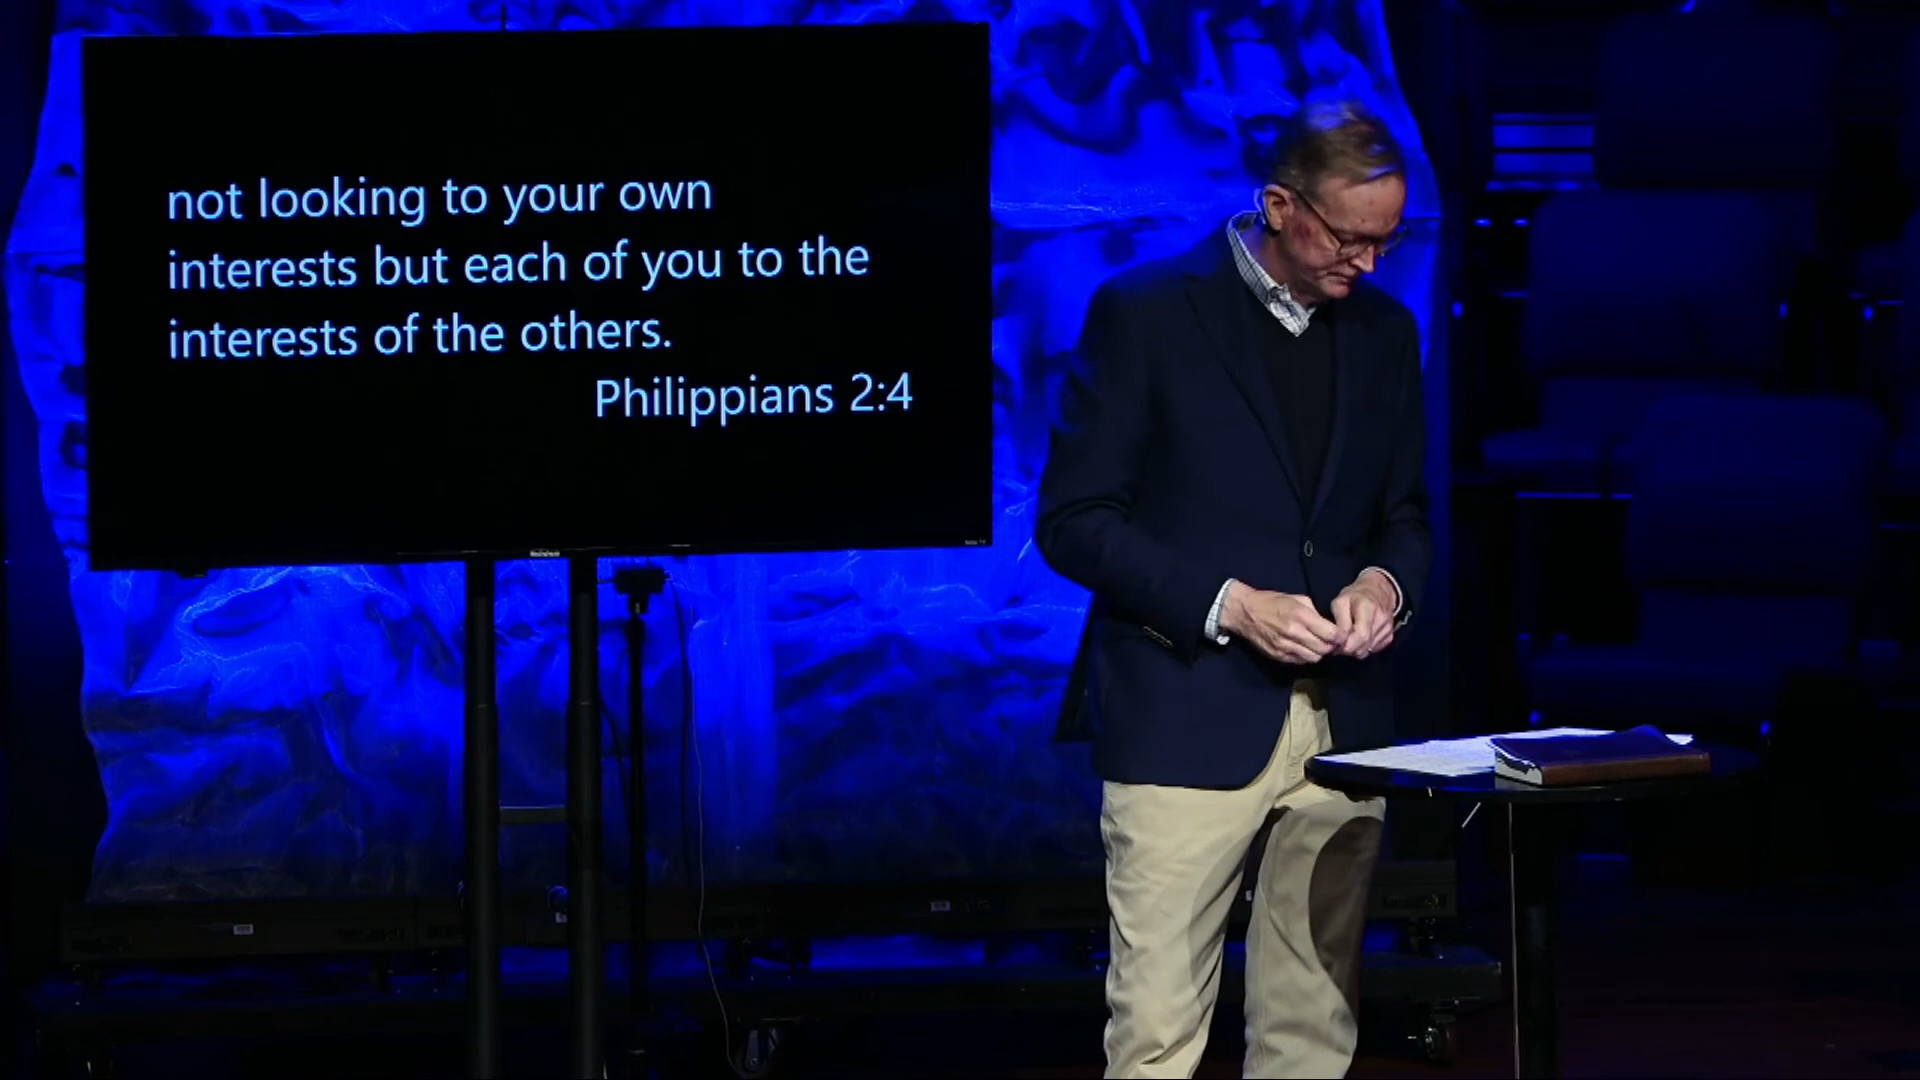 not looking to your own
interests but each of you to the
interests of the others.
Philippians 2:4